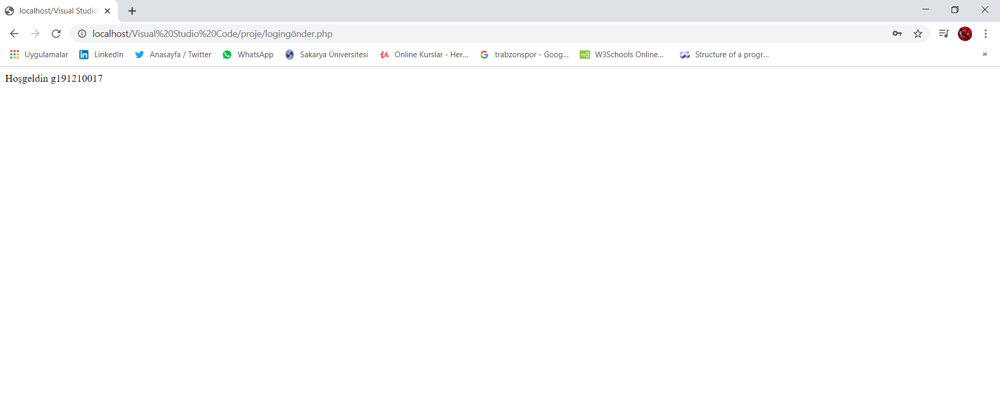 localhost/Visual Studio
localhost/Visual%20Studio%20Code/proje/logingönder.php
Uygulamalar LinkedIn Anasayfa / Twitter WhatsApp Sakarya Üniversitesi Online Kurslar - Her... trabzonspor - Goog... W3Schools Online... Structure of a progr... »
Hoşgeldin g191210017